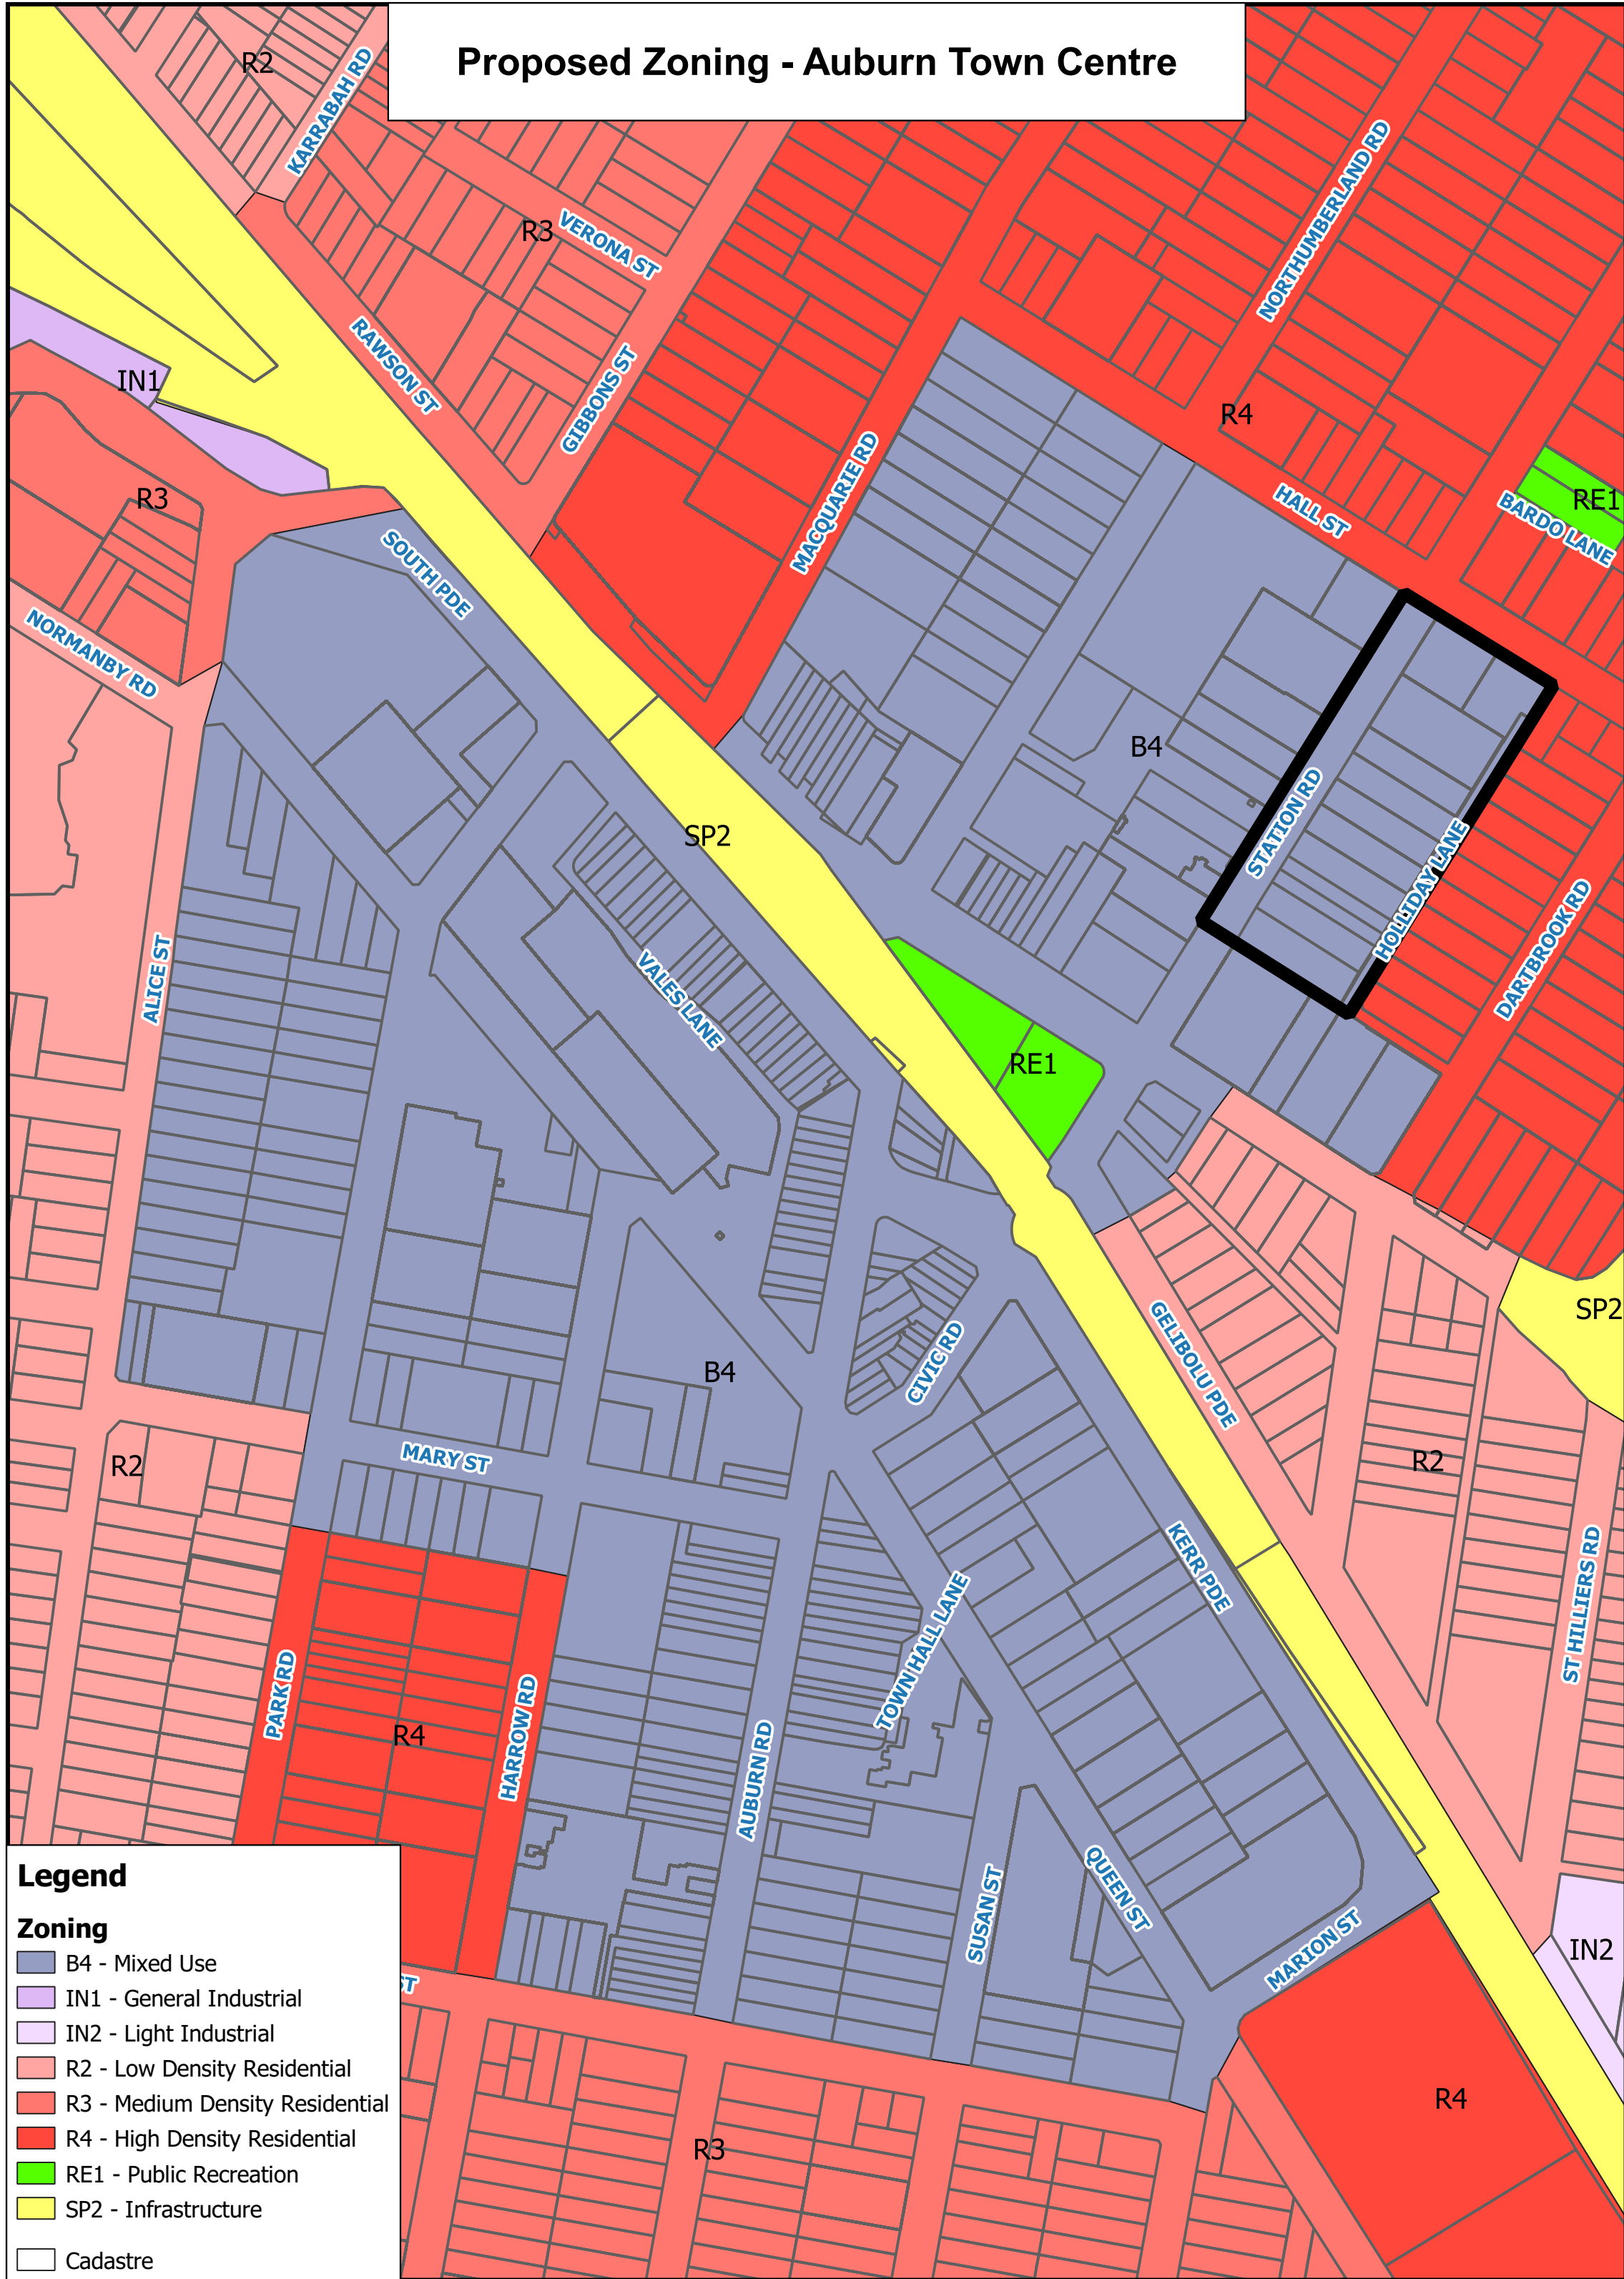 Proposed Zoning - Auburn Town Centre
R2
KARRABAH RD
R3
VERONA ST
NORTHUMBERLAND RD
RAWSON ST
GIBBONS ST
IN1
R4
MACQUARIE RD
R3
HALL ST
RE1
BARDO LANE
SOUTH PDE
NORMANBY RD
B4
STATION RD
SP2
HOLLIDAY LANE
DARTBROOK RD
ALICE ST
VALES LANE
RE1
SP2
GELIBOLU PDE
CIVIC RD
B4
MARY ST
R2
R2
KERR PDE
TOWN HALL LANE
ST HILLIERS RD
PARK RD
HARROW RD
R4
AUBURN RD
SUSAN ST
QUEEN ST
MARION ST
IN2
ST
R4
R3
Legend
Zoning
B4 - Mixed Use
IN1 - General Industrial
IN2 - Light Industrial
R2 - Low Density Residential
R3 - Medium Density Residential
R4 - High Density Residential
RE1 - Public Recreation
SP2 - Infrastructure
Cadastre